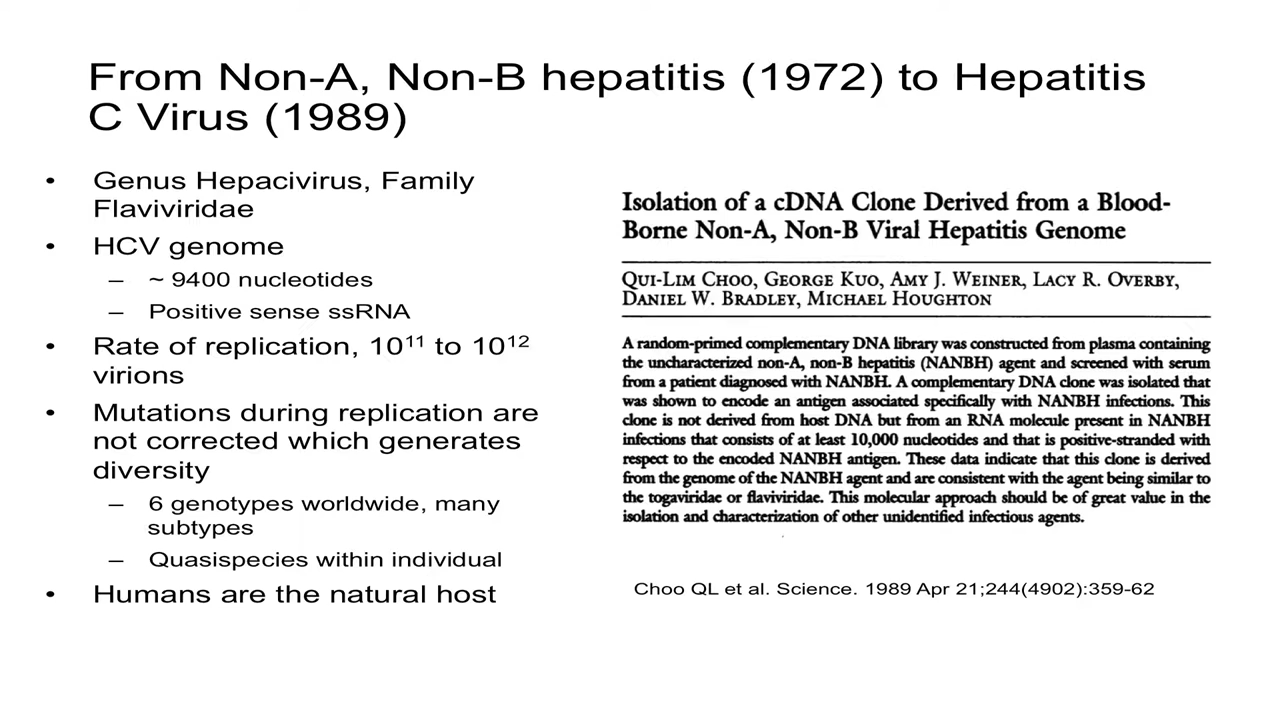 From Non-A, Non-B hepatitis (1972) to Hepatitis
C Virus (1989)
• Genus Hepacivirus, Family
Flaviviridae
• HCV genome
– ~ 9400 nucleotides
– Positive sense ssRNA
• Rate of replication, 10¹¹ to 10¹²
virions
• Mutations during replication are
not corrected which generates
diversity
– 6 genotypes worldwide, many
subtypes
– Quasispecies within individual
• Humans are the natural host
Isolation of a cDNA Clone Derived from a Blood-
Borne Non-A, Non-B Viral Hepatitis Genome
QUI-LIM CHOO, GEORGE KUO, AMY J. WEINER, LACY R. OVERBY,
DANIEL W. BRADLEY, MICHAEL HOUGHTON
A random-primed complementary DNA library was constructed from plasma containing
the uncharacterized non-A, non-B hepatitis (NANBH) agent and screened with serum
from a patient diagnosed with NANBH. A complementary DNA clone was isolated that
was shown to encode an antigen associated specifically with NANBH infections. This
clone is not derived from host DNA but from an RNA molecule present in NANBH
infections that consists of at least 10,000 nucleotides and that is positive-stranded with
respect to the encoded NANBH antigen. These data indicate that this clone is derived
from the genome of the NANBH agent and are consistent with the agent being similar to
the togaviridae or flaviviridae. This molecular approach should be of great value in the
isolation and characterization of other unidentified infectious agents.
Choo QL et al. Science. 1989 Apr 21;244(4902):359-62